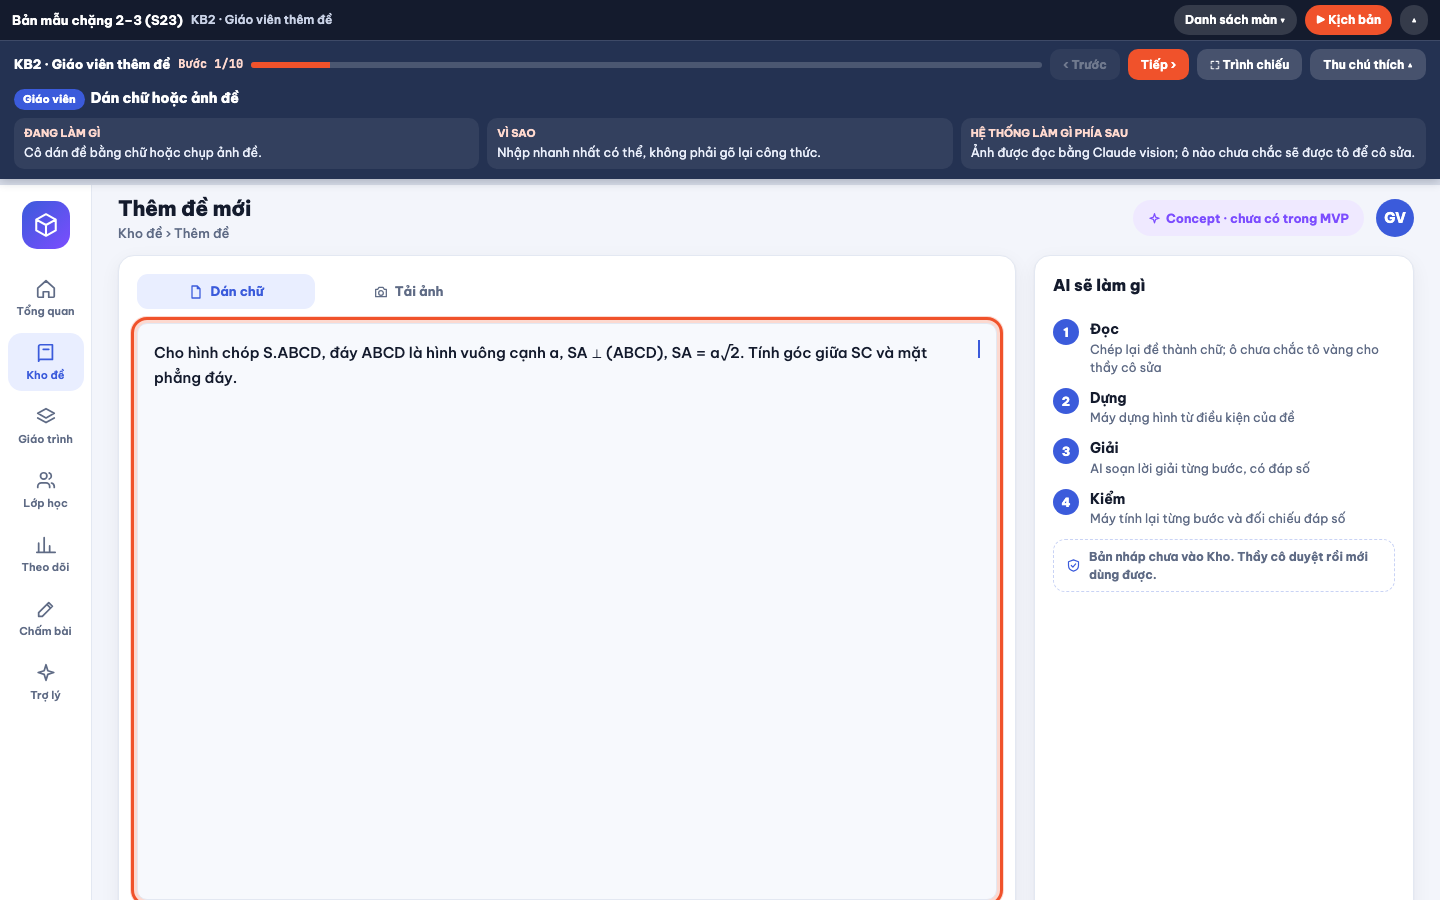 Bản mẫu chặng 2–3 (S23) KB2 · Giáo viên thêm đề
Danh sách màn ▾ ▶ Kịch bản ▴
KB2 · Giáo viên thêm đề Bước 1/10
‹ Trước Tiếp › ⛶ Trình chiếu Thu chú thích ▴
Giáo viên Dán chữ hoặc ảnh đề
ĐANG LÀM GÌ
Cô dán đề bằng chữ hoặc chụp ảnh đề.
VÌ SAO
Nhập nhanh nhất có thể, không phải gõ lại công thức.
HỆ THỐNG LÀM GÌ PHÍA SAU
Ảnh được đọc bằng Claude vision; ô nào chưa chắc sẽ được tô để cô sửa.
Tổng quan
Kho đề
Giáo trình
Lớp học
Theo dõi
Chấm bài
Trợ lý
Thêm đề mới
Kho đề › Thêm đề
Concept · chưa có trong MVP
GV
Dán chữ
Tải ảnh
Cho hình chóp S.ABCD, đáy ABCD là hình vuông cạnh a, SA ⊥ (ABCD), SA = a√2. Tính góc giữa SC và mặt
phẳng đáy.
AI sẽ làm gì
1 Đọc
Chép lại đề thành chữ; ô chưa chắc tô vàng cho
thầy cô sửa
2 Dựng
Máy dựng hình từ điều kiện của đề
3 Giải
AI soạn lời giải từng bước, có đáp số
4 Kiểm
Máy tính lại từng bước và đối chiếu đáp số
Bản nháp chưa vào Kho. Thầy cô duyệt rồi mới
dùng được.